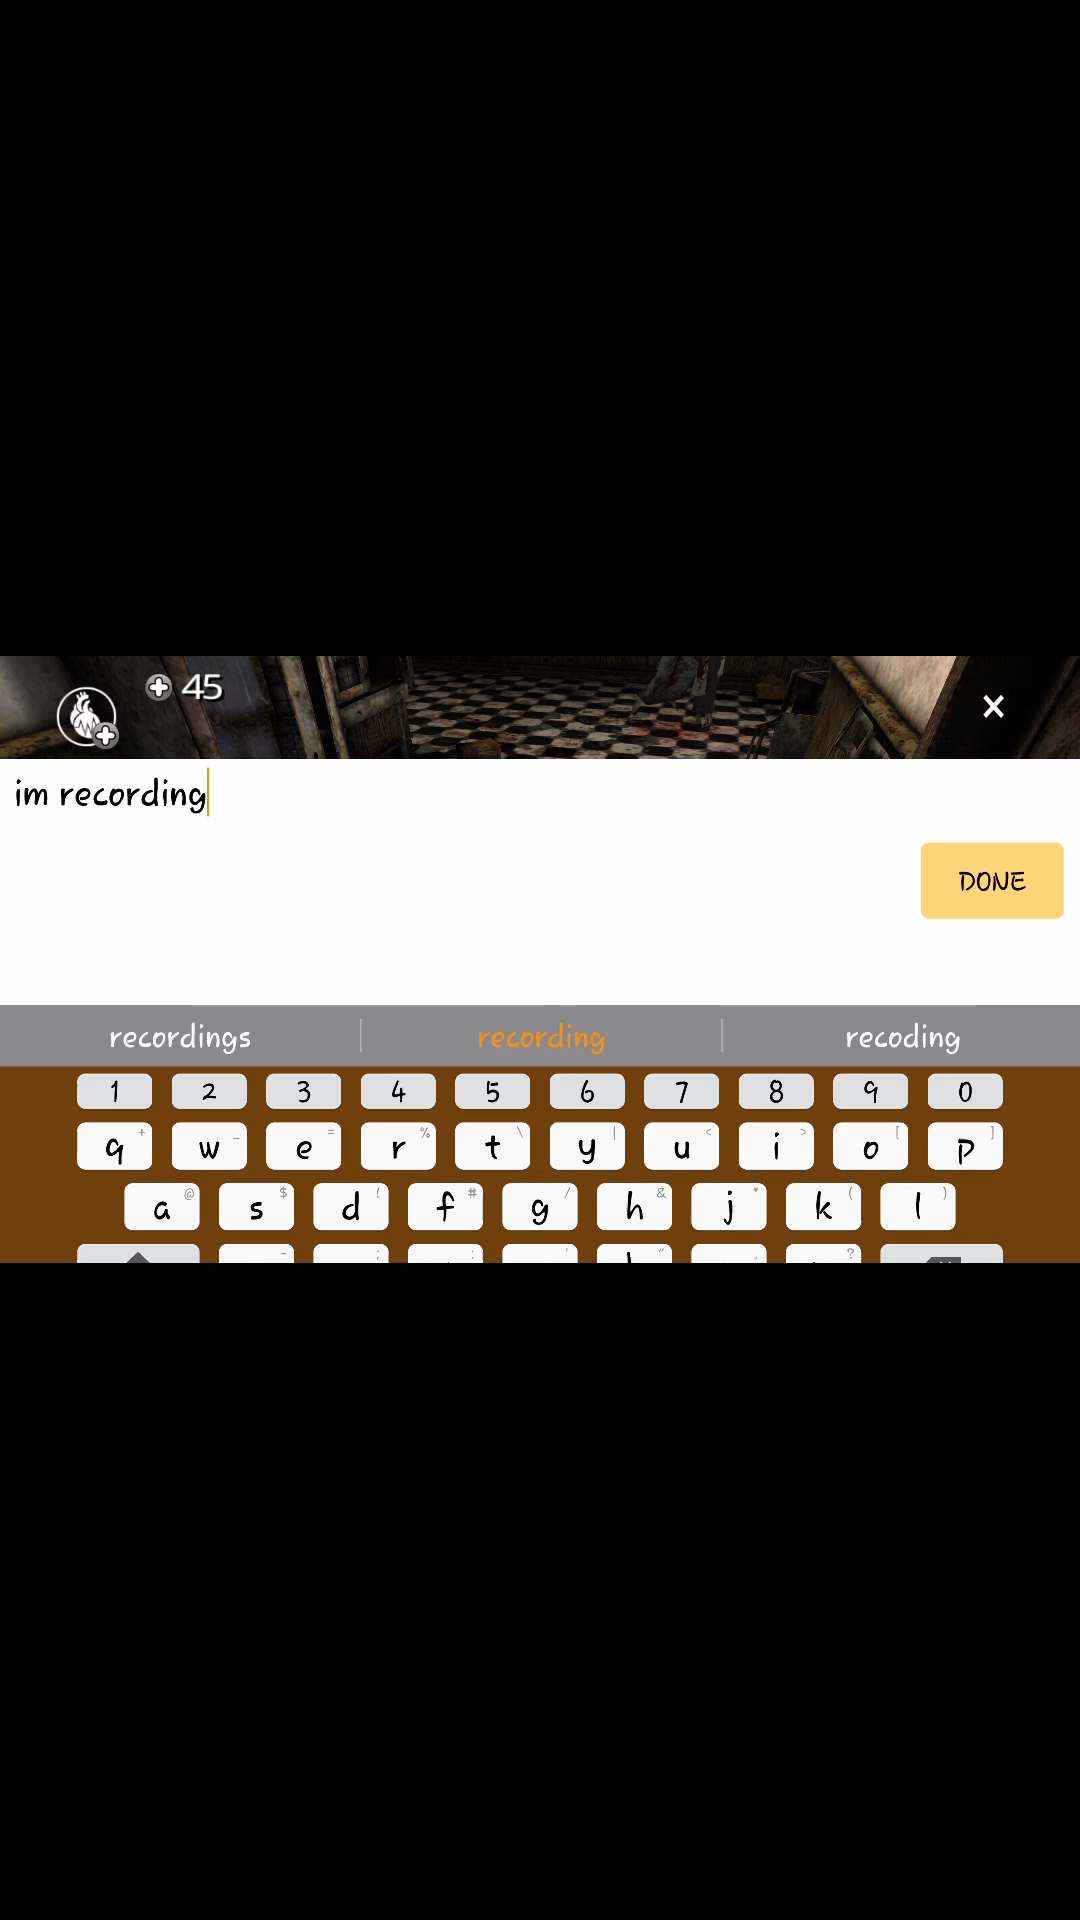 45
×
im recording
DONE
recordings recording recoding
1 2 3 4 5 6 7 8 9 0
q + w _ e = r % t \ y | u < i > o [ p ]
a @ s $ d ! f # g / h & j * k ( l )
- ; : ' " , ?